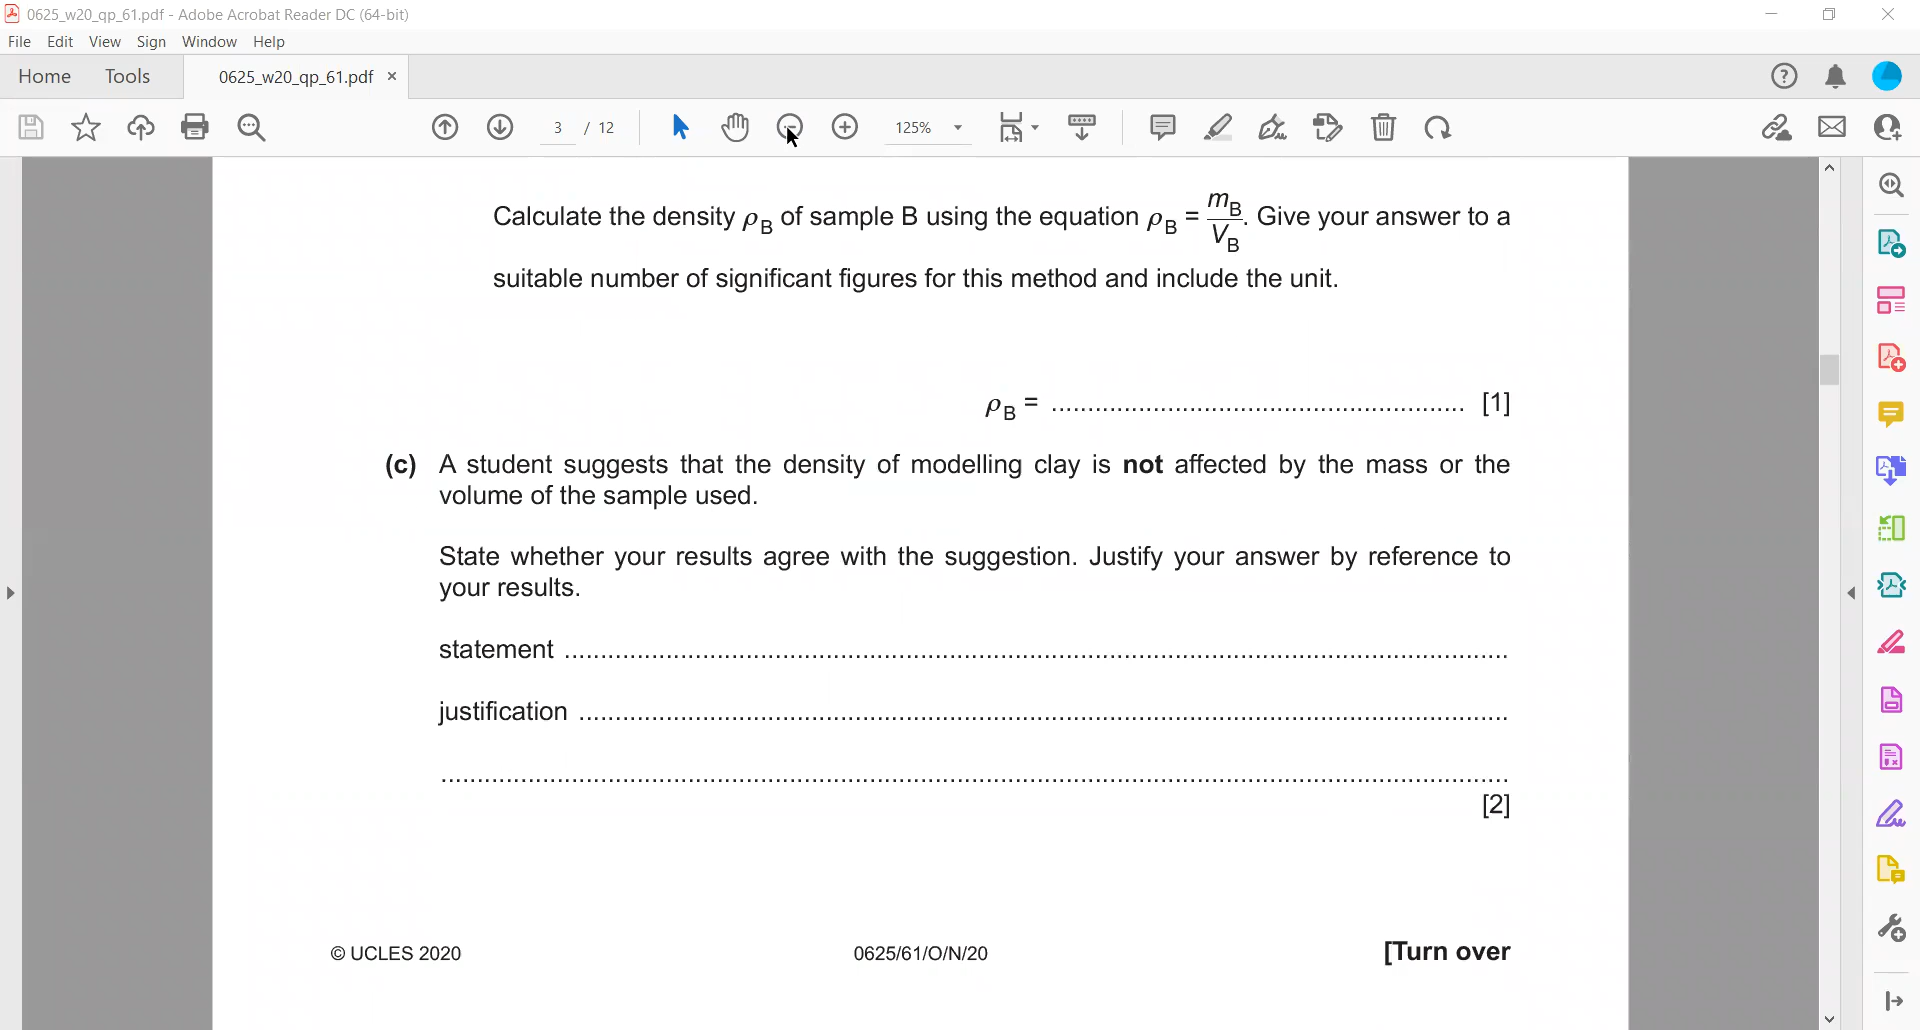 0625_w20_qp_61.pdf - Adobe Acrobat Reader DC (64-bit)
File Edit View Sign Window Help
Home Tools 0625_w20_qp_61.pdf ×
3 / 12 125%
Calculate the density ρB of sample B using the equation ρB = mB/VB. Give your answer to a
suitable number of significant figures for this method and include the unit.
ρB = ......................................................... [1]
(c) A student suggests that the density of modelling clay is not affected by the mass or the
volume of the sample used.
State whether your results agree with the suggestion. Justify your answer by reference to
your results.
statement ..................................................................................................................................
justification ................................................................................................................................
...................................................................................................................................................
[2]
© UCLES 2020 0625/61/O/N/20 [Turn over